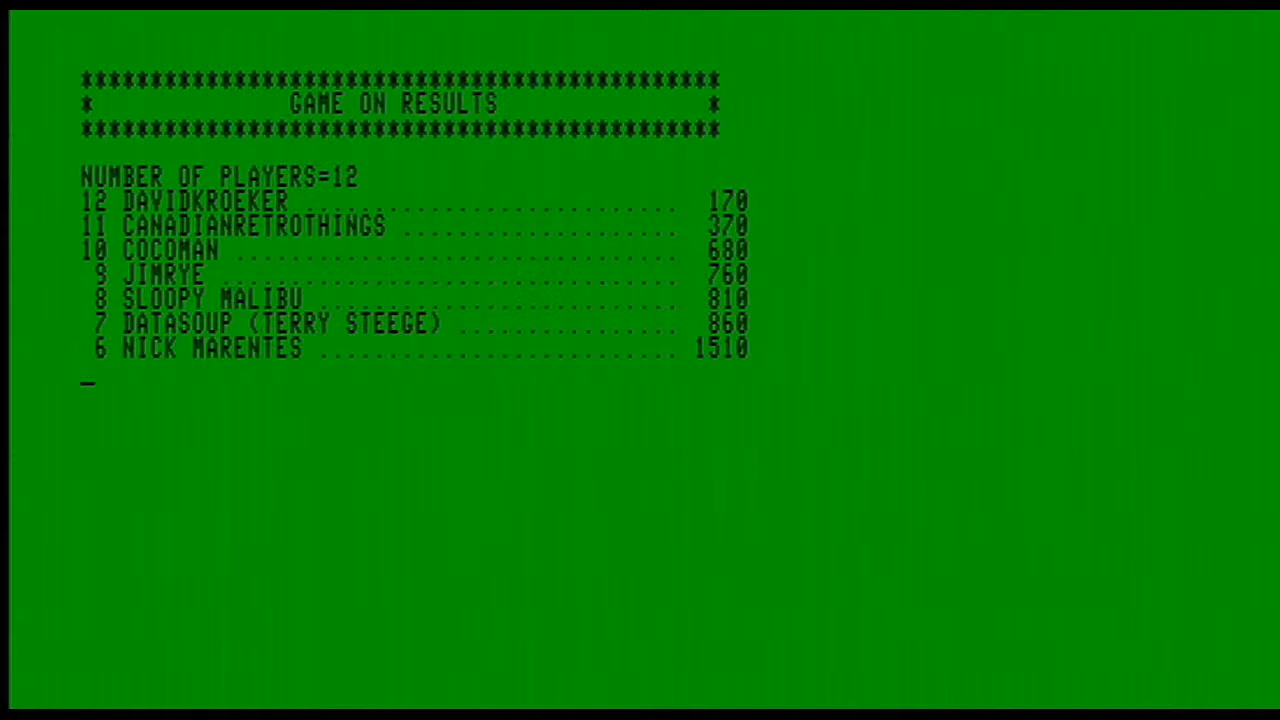 **********************************************
*              GAME ON RESULTS               *
**********************************************
NUMBER OF PLAYERS=12
12 DAVIDKROEKER ........................... 170
11 CANADIANRETROTHINGS .................... 370
10 COCOMAN ................................ 680
9 JIMRYE ................................. 760
8 SLOOPY MALIBU .......................... 810
7 DATASOUP (TERRY STEEGE) ................ 860
6 NICK MARENTES .......................... 1510
_